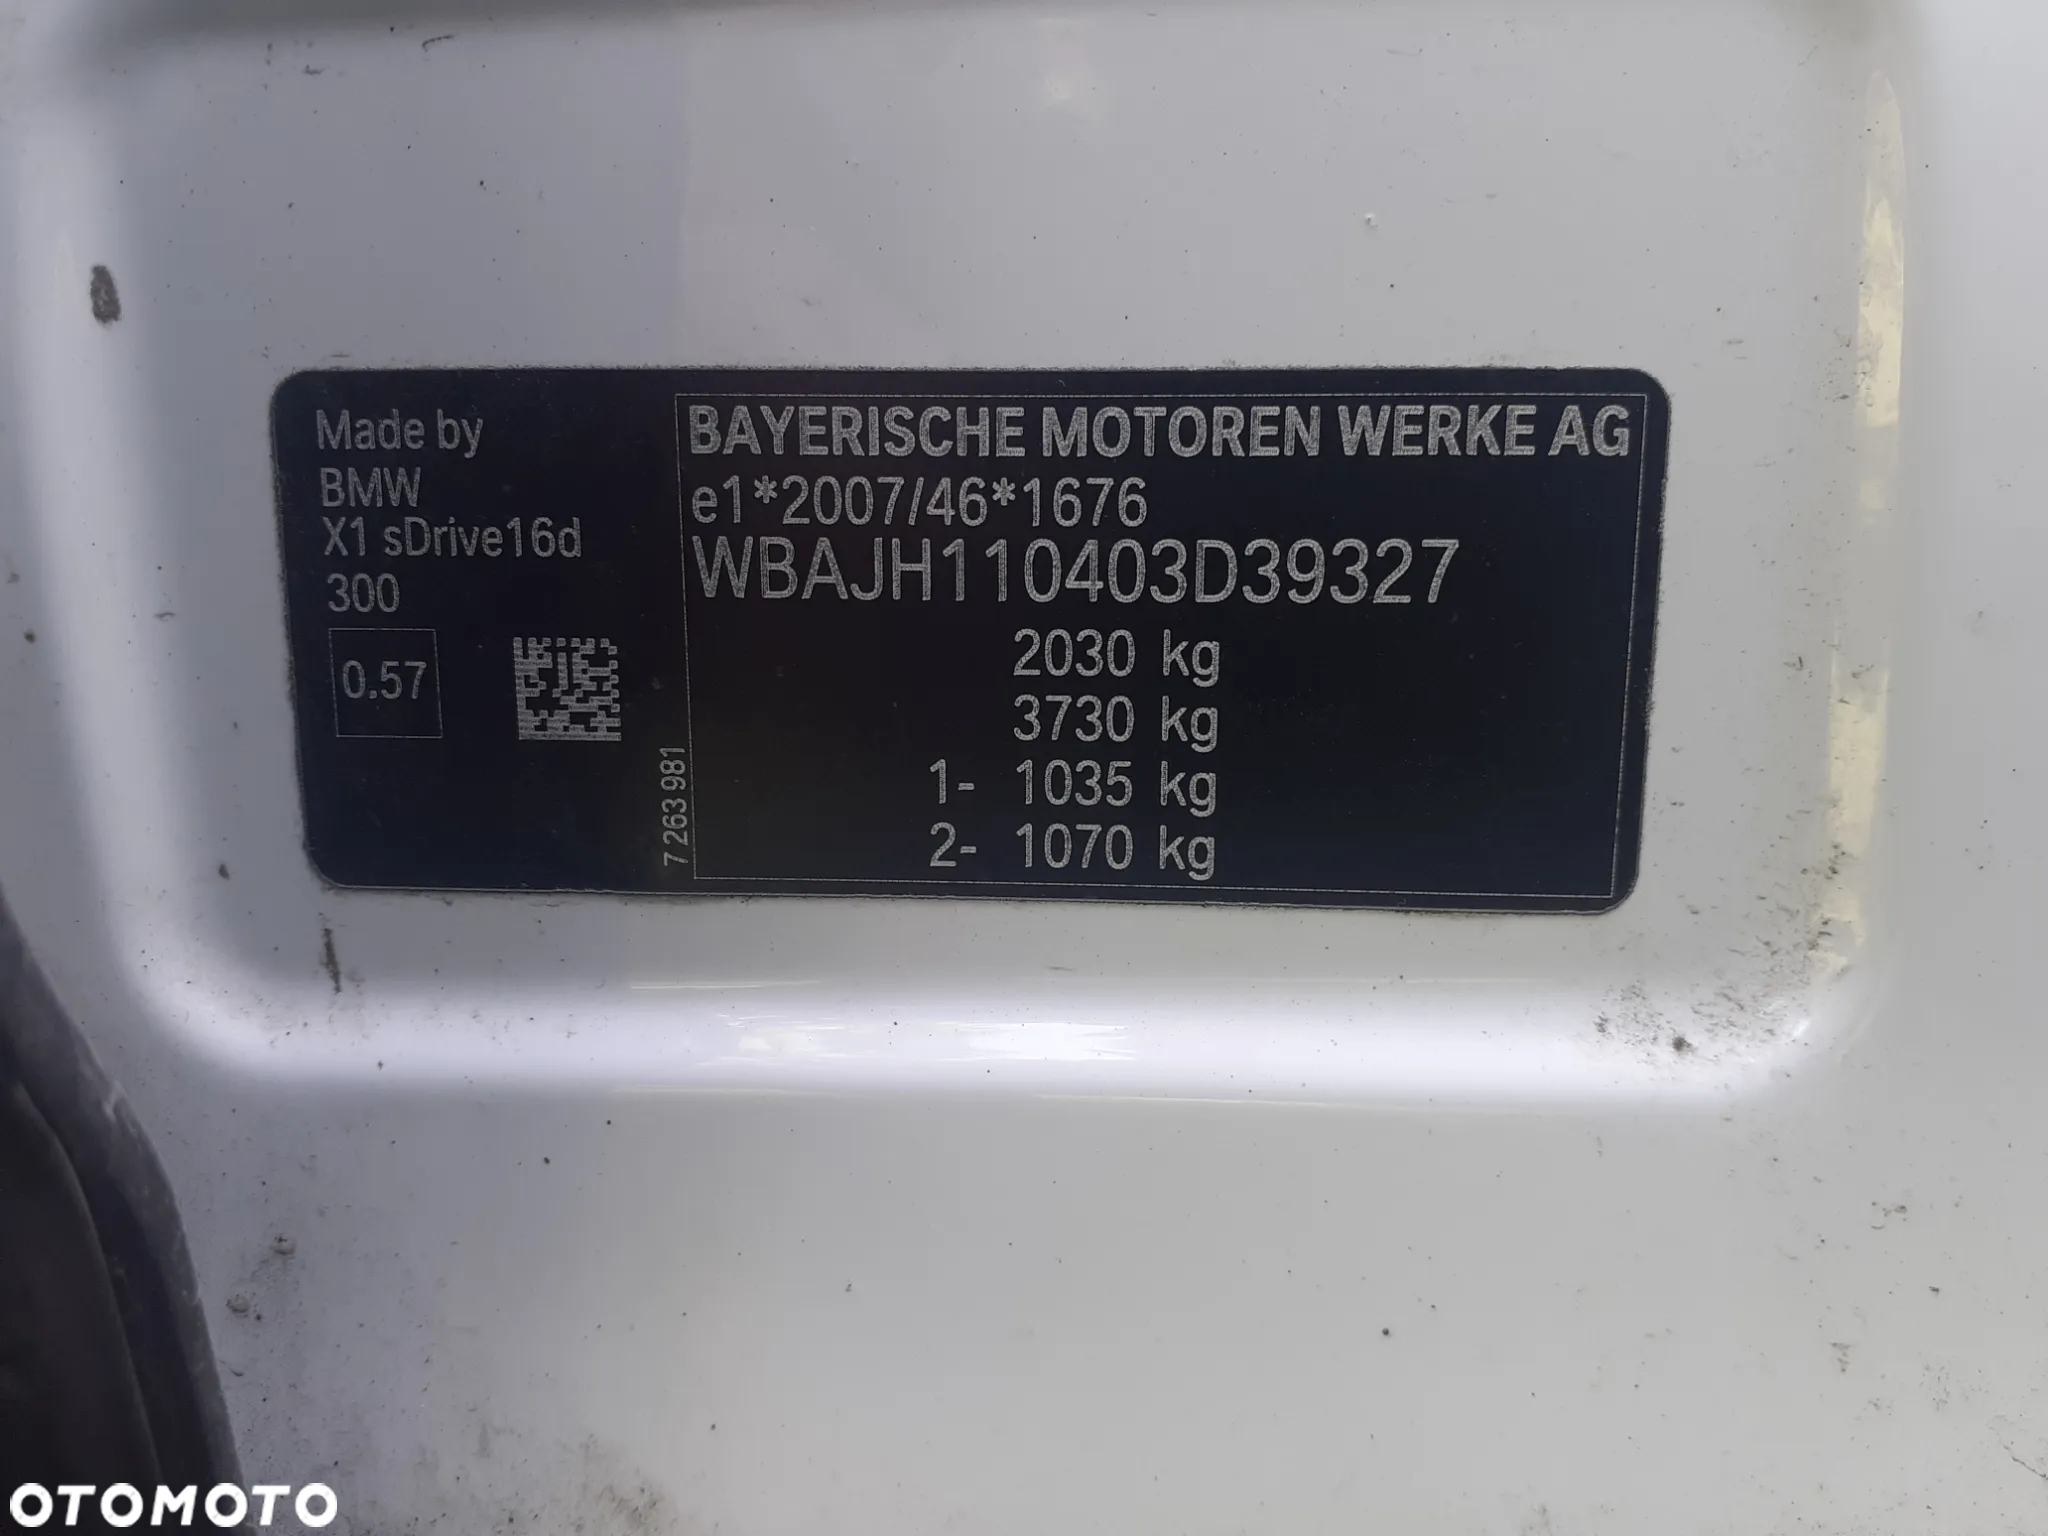 Made by
BMW
X1 sDrive16d
300
0.57
7 263 981
BAYERISCHE MOTOREN WERKE AG
e1*2007/46*1676
WBAJH110403D39327
2030 kg
3730 kg
1- 1035 kg
2- 1070 kg
OTOMOTO